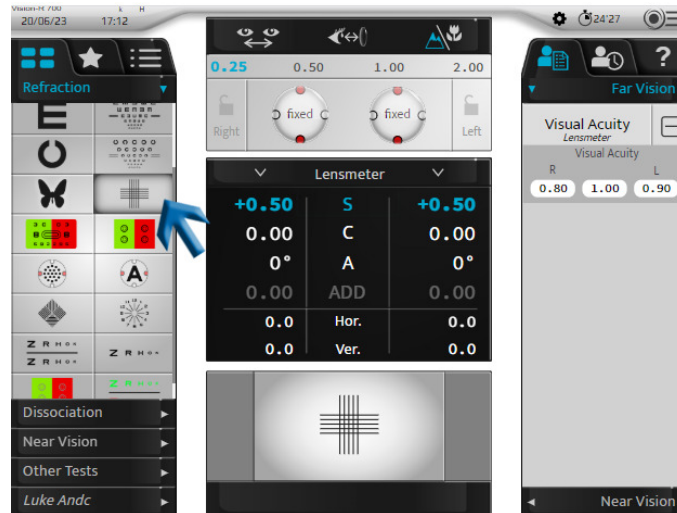 Vision-R 700
20/06/23 17:12
k H
24'27
Refraction
E
A
Z R H O N
Z R H O N
Z R H O N
Dissociation
Near Vision
Other Tests
Luke Andc
0.25 0.50 1.00 2.00
fixed fixed
Right Left
Lensmeter
+0.50 S +0.50
0.00 C 0.00
0° A 0°
0.00 ADD 0.00
0.0 Hor. 0.0
0.0 Ver. 0.0
?
Far Vision
Visual Acuity
Lensmeter
Visual Acuity
R L
0.80 1.00 0.90
Near Vision